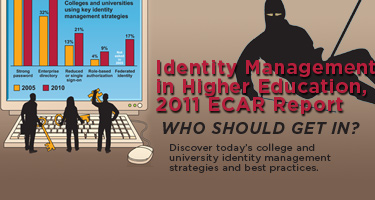 Colleges and universities
using key identity
management strategies
32%
13%
21%
4%
9%
17%
Strong password
Enterprise directory
Reduced or single sign-on
Role-based authorization
Federated identity
2005
2010
Identity Management
In Higher Education,
2011 ECAR Report
WHO SHOULD GET IN?
Discover today's college and
university identity management
strategies and best practices.